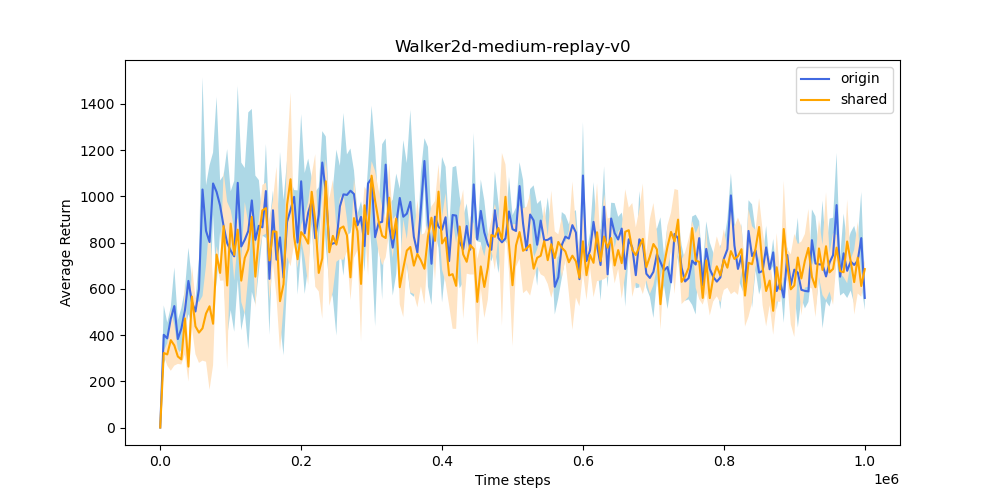 Walker2d-medium-replay-v0
origin
shared
Average Return
1400
1200
1000
800
600
400
200
0
0.0 0.2 0.4 0.6 0.8 1.0
1e6
Time steps